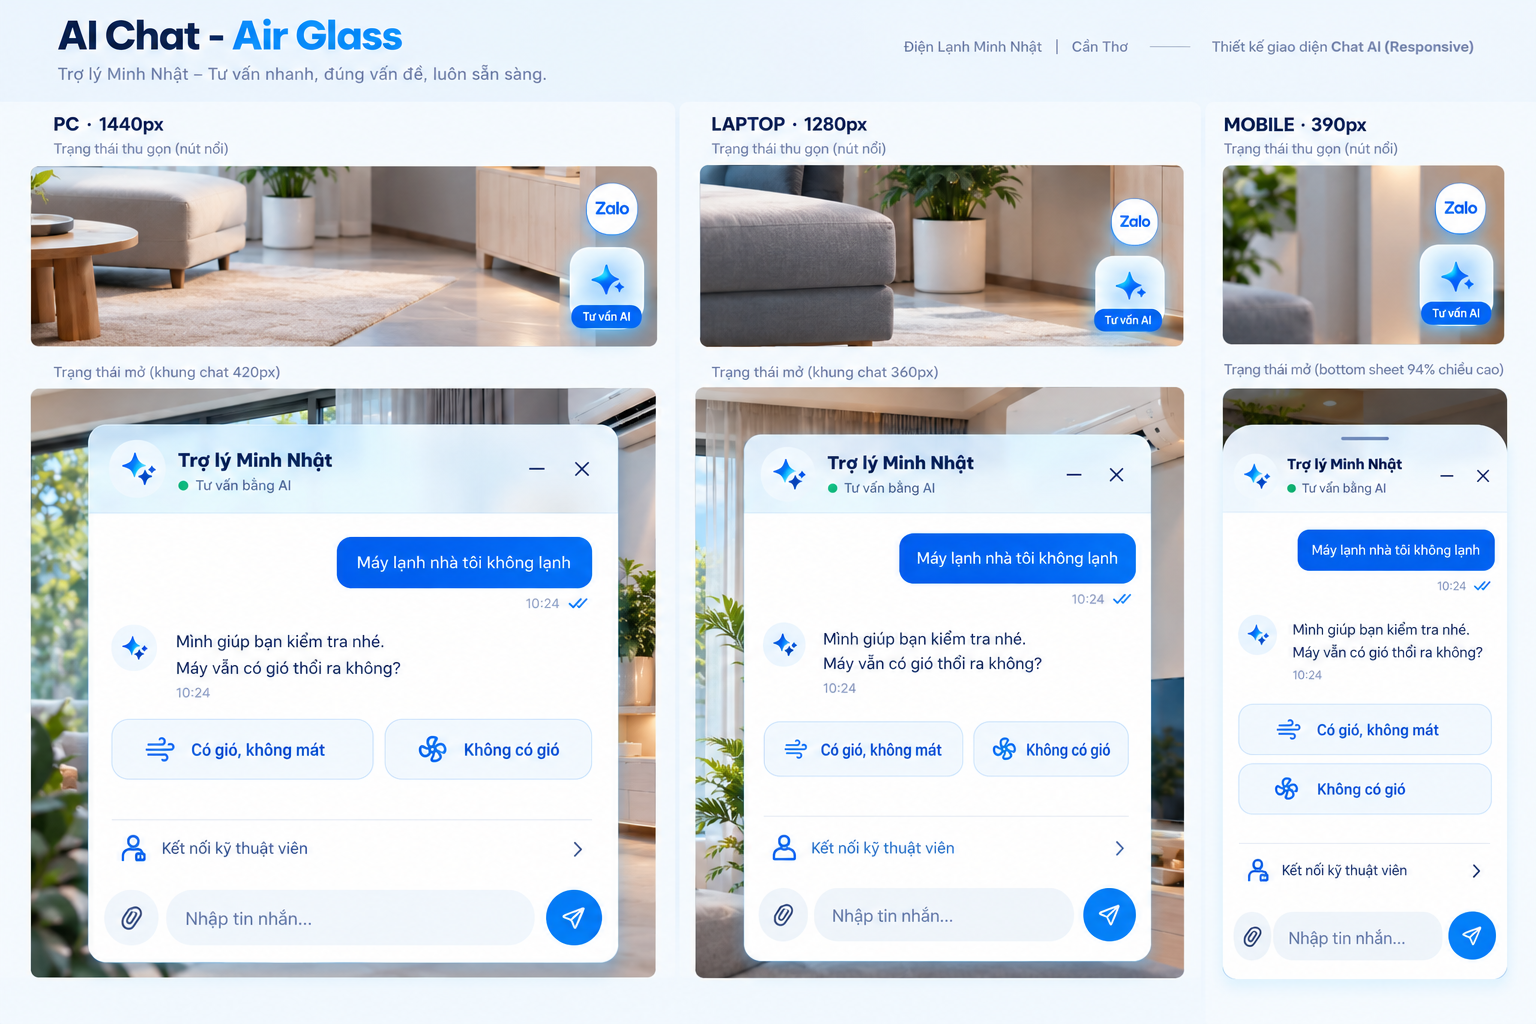 AI Chat - Air Glass
Trợ lý Minh Nhật – Tư vấn nhanh, đúng vấn đề, luôn sẵn sàng.
Điện Lạnh Minh Nhật | Cần Thơ — Thiết kế giao diện Chat AI (Responsive)
PC · 1440px
Trạng thái thu gọn (nút nổi)
Zalo
Tư vấn AI
Trạng thái mở (khung chat 420px)
Trợ lý Minh Nhật
Tư vấn bằng AI
Máy lạnh nhà tôi không lạnh
10:24
Mình giúp bạn kiểm tra nhé.
Máy vẫn có gió thổi ra không?
10:24
Có gió, không mát
Không có gió
Kết nối kỹ thuật viên
Nhập tin nhắn...
LAPTOP · 1280px
Trạng thái thu gọn (nút nổi)
Zalo
Tư vấn AI
Trạng thái mở (khung chat 360px)
Trợ lý Minh Nhật
Tư vấn bằng AI
Máy lạnh nhà tôi không lạnh
10:24
Mình giúp bạn kiểm tra nhé.
Máy vẫn có gió thổi ra không?
10:24
Có gió, không mát
Không có gió
Kết nối kỹ thuật viên
Nhập tin nhắn...
MOBILE · 390px
Trạng thái thu gọn (nút nổi)
Zalo
Tư vấn AI
Trạng thái mở (bottom sheet 94% chiều cao)
Trợ lý Minh Nhật
Tư vấn bằng AI
Máy lạnh nhà tôi không lạnh
10:24
Mình giúp bạn kiểm tra nhé.
Máy vẫn có gió thổi ra không?
10:24
Có gió, không mát
Không có gió
Kết nối kỹ thuật viên
Nhập tin nhắn...